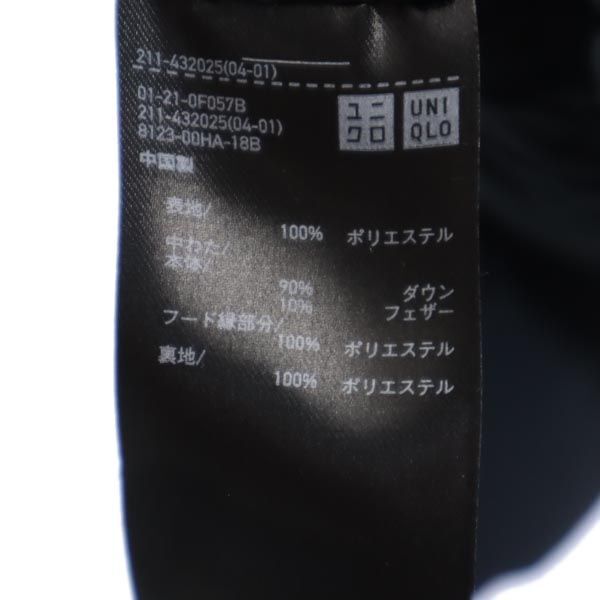 211-432025(04-01)
01-21-0F057B
211-432025(04-01)
8123-00HA-18B
中国製
ユニ
クロ
UNI
QLO
表地/
100% ポリエステル
中わた/
本体/
90% ダウン
10% フェザー
フード縁部分/
100% ポリエステル
裏地/
100% ポリエステル